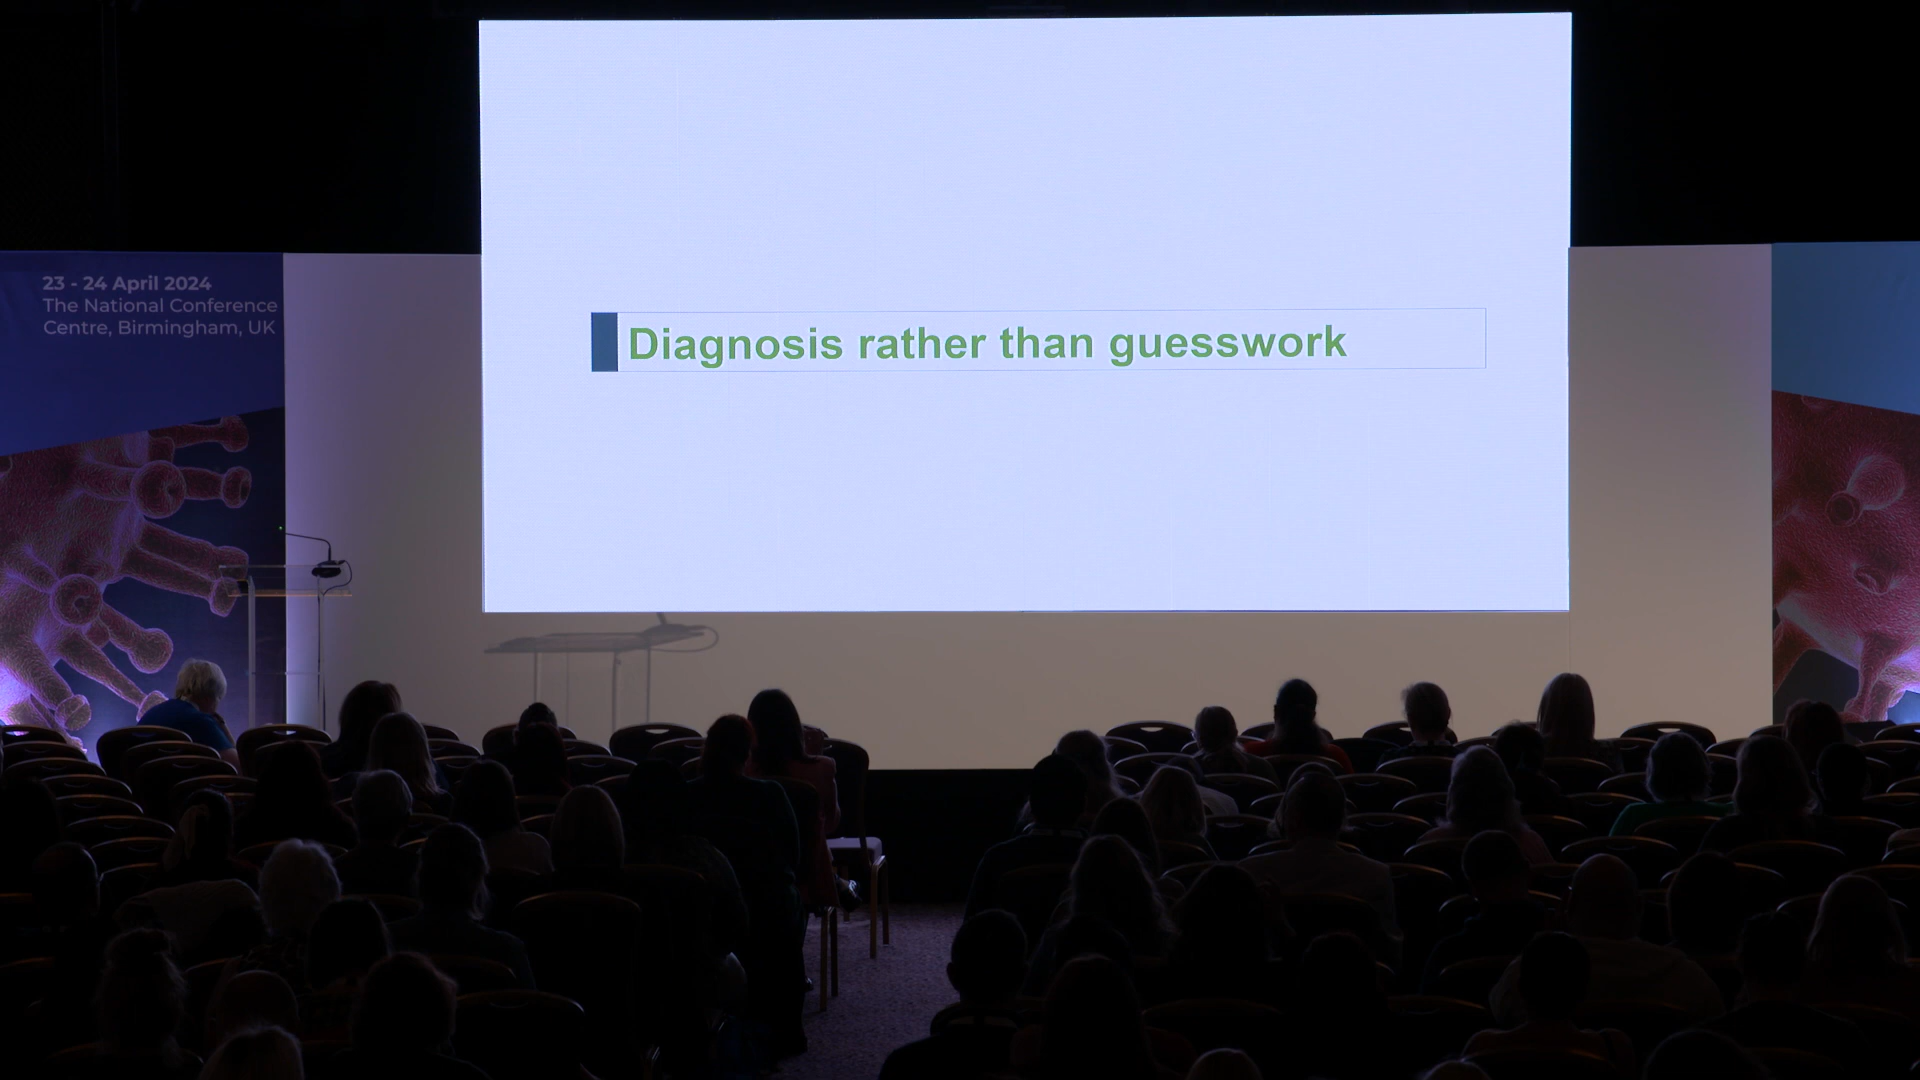 23 - 24 April 2024
The National Conference
Centre, Birmingham, UK
Diagnosis rather than guesswork